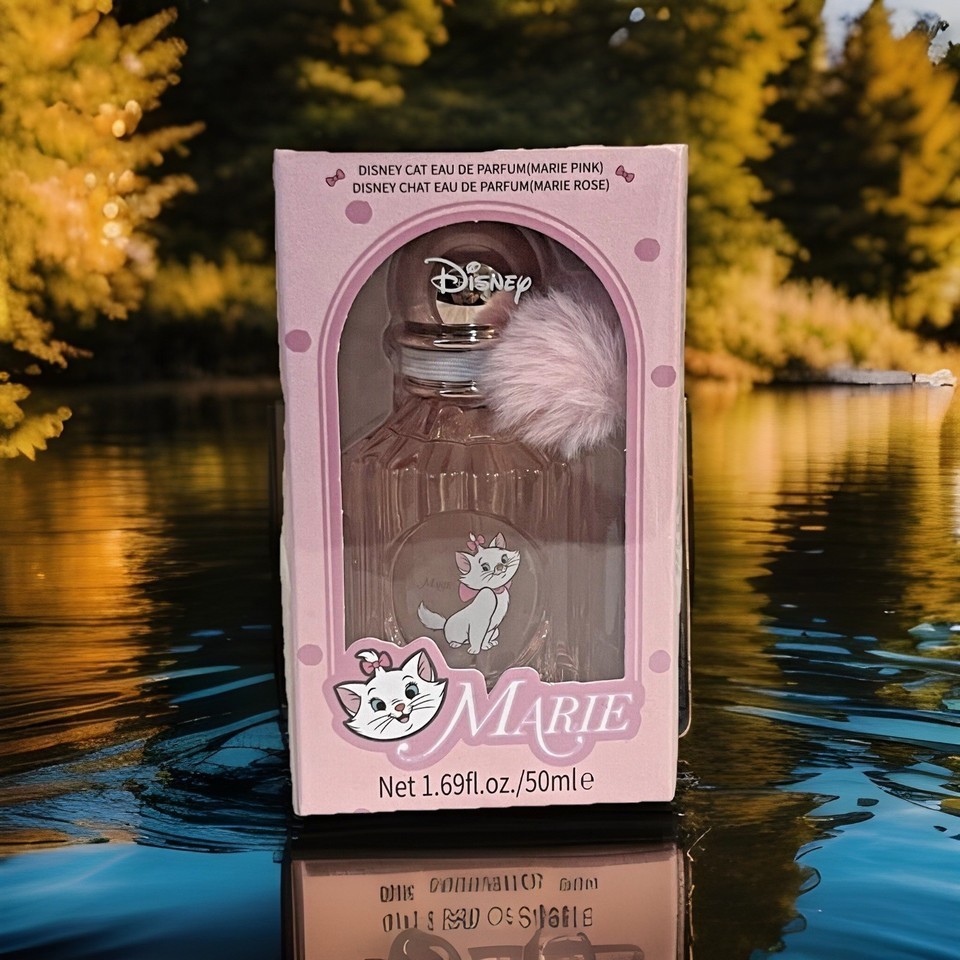 DISNEY CAT EAU DE PARFUM(MARIE PINK)
DISNEY CHAT EAU DE PARFUM(MARIE ROSE)
Disney
Marie
MARIE
Net 1.69fl.oz./50ml℮